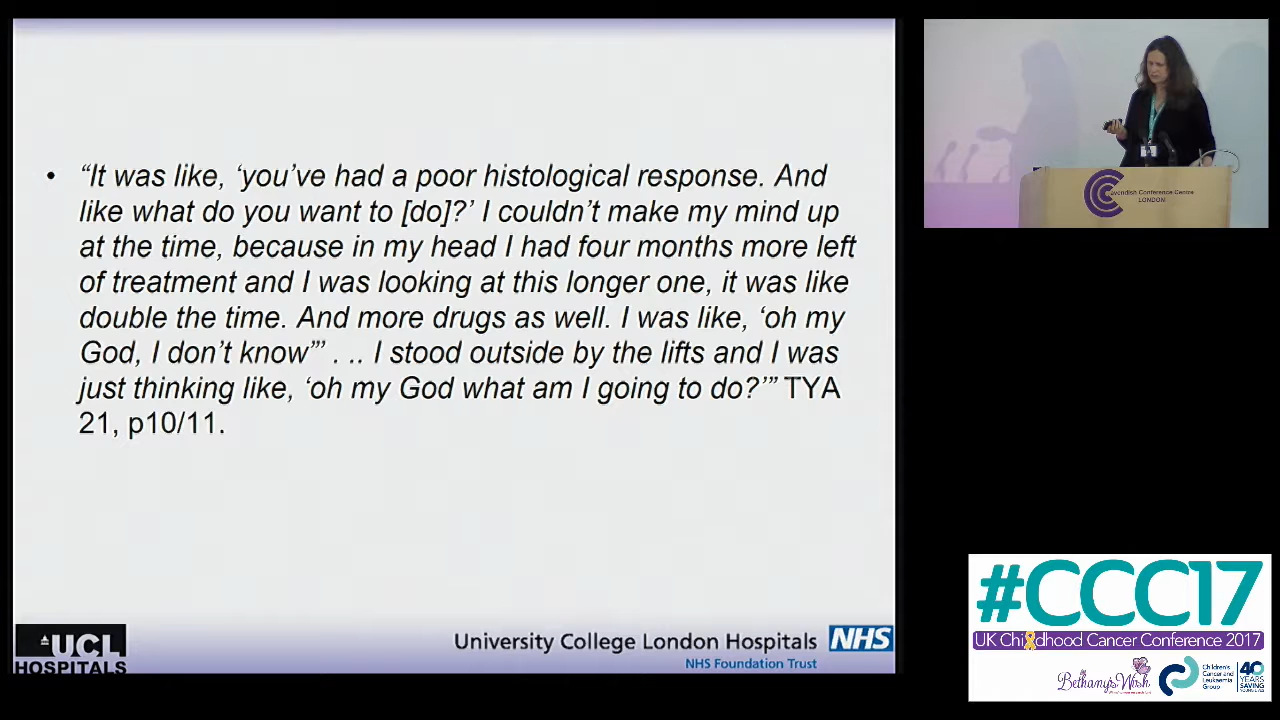 • “It was like, ‘you’ve had a poor histological response. And
like what do you want to [do]?’ I couldn’t make my mind up
at the time, because in my head I had four months more left
of treatment and I was looking at this longer one, it was like
double the time. And more drugs as well. I was like, ‘oh my
God, I don’t know”’ . .. I stood outside by the lifts and I was
just thinking like, ‘oh my God what am I going to do?’” TYA
21, p10/11.
UCL
HOSPITALS
University College London Hospitals NHS
NHS Foundation Trust
avendish Conference Centre
LONDON
#CCC17
UK Childhood Cancer Conference 2017
Bethany's Wish
Children's
Cancer and
Leukaemia
Group
40
YEARS
SAVING